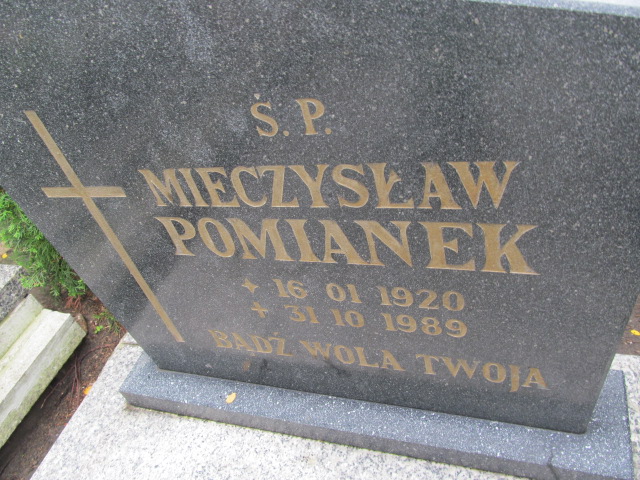 Ś. P.
MIECZYSŁAW
POMIANEK
* 16 01 1920
+ 31 10 1989
BĄDŹ WOLA TWOJA